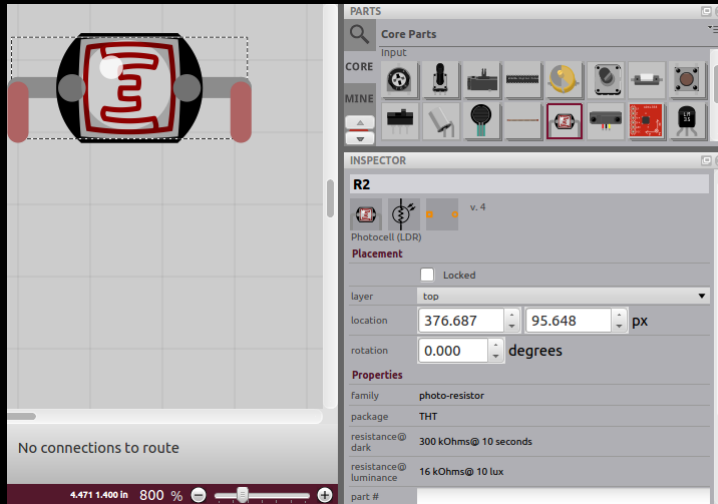 PARTS
Core Parts
Input
CORE
MINE
LM
35
INSPECTOR
R2
v. 4
Photocell (LDR)
Placement
Locked
layer
top
location
376.687
95.648
px
rotation
0.000
degrees
Properties
family
photo-resistor
package
THT
resistance@
dark
300 kOhms@ 10 seconds
resistance@
luminance
16 kOhms@ 10 lux
part #
No connections to route
4.471 1.400 in
800
%